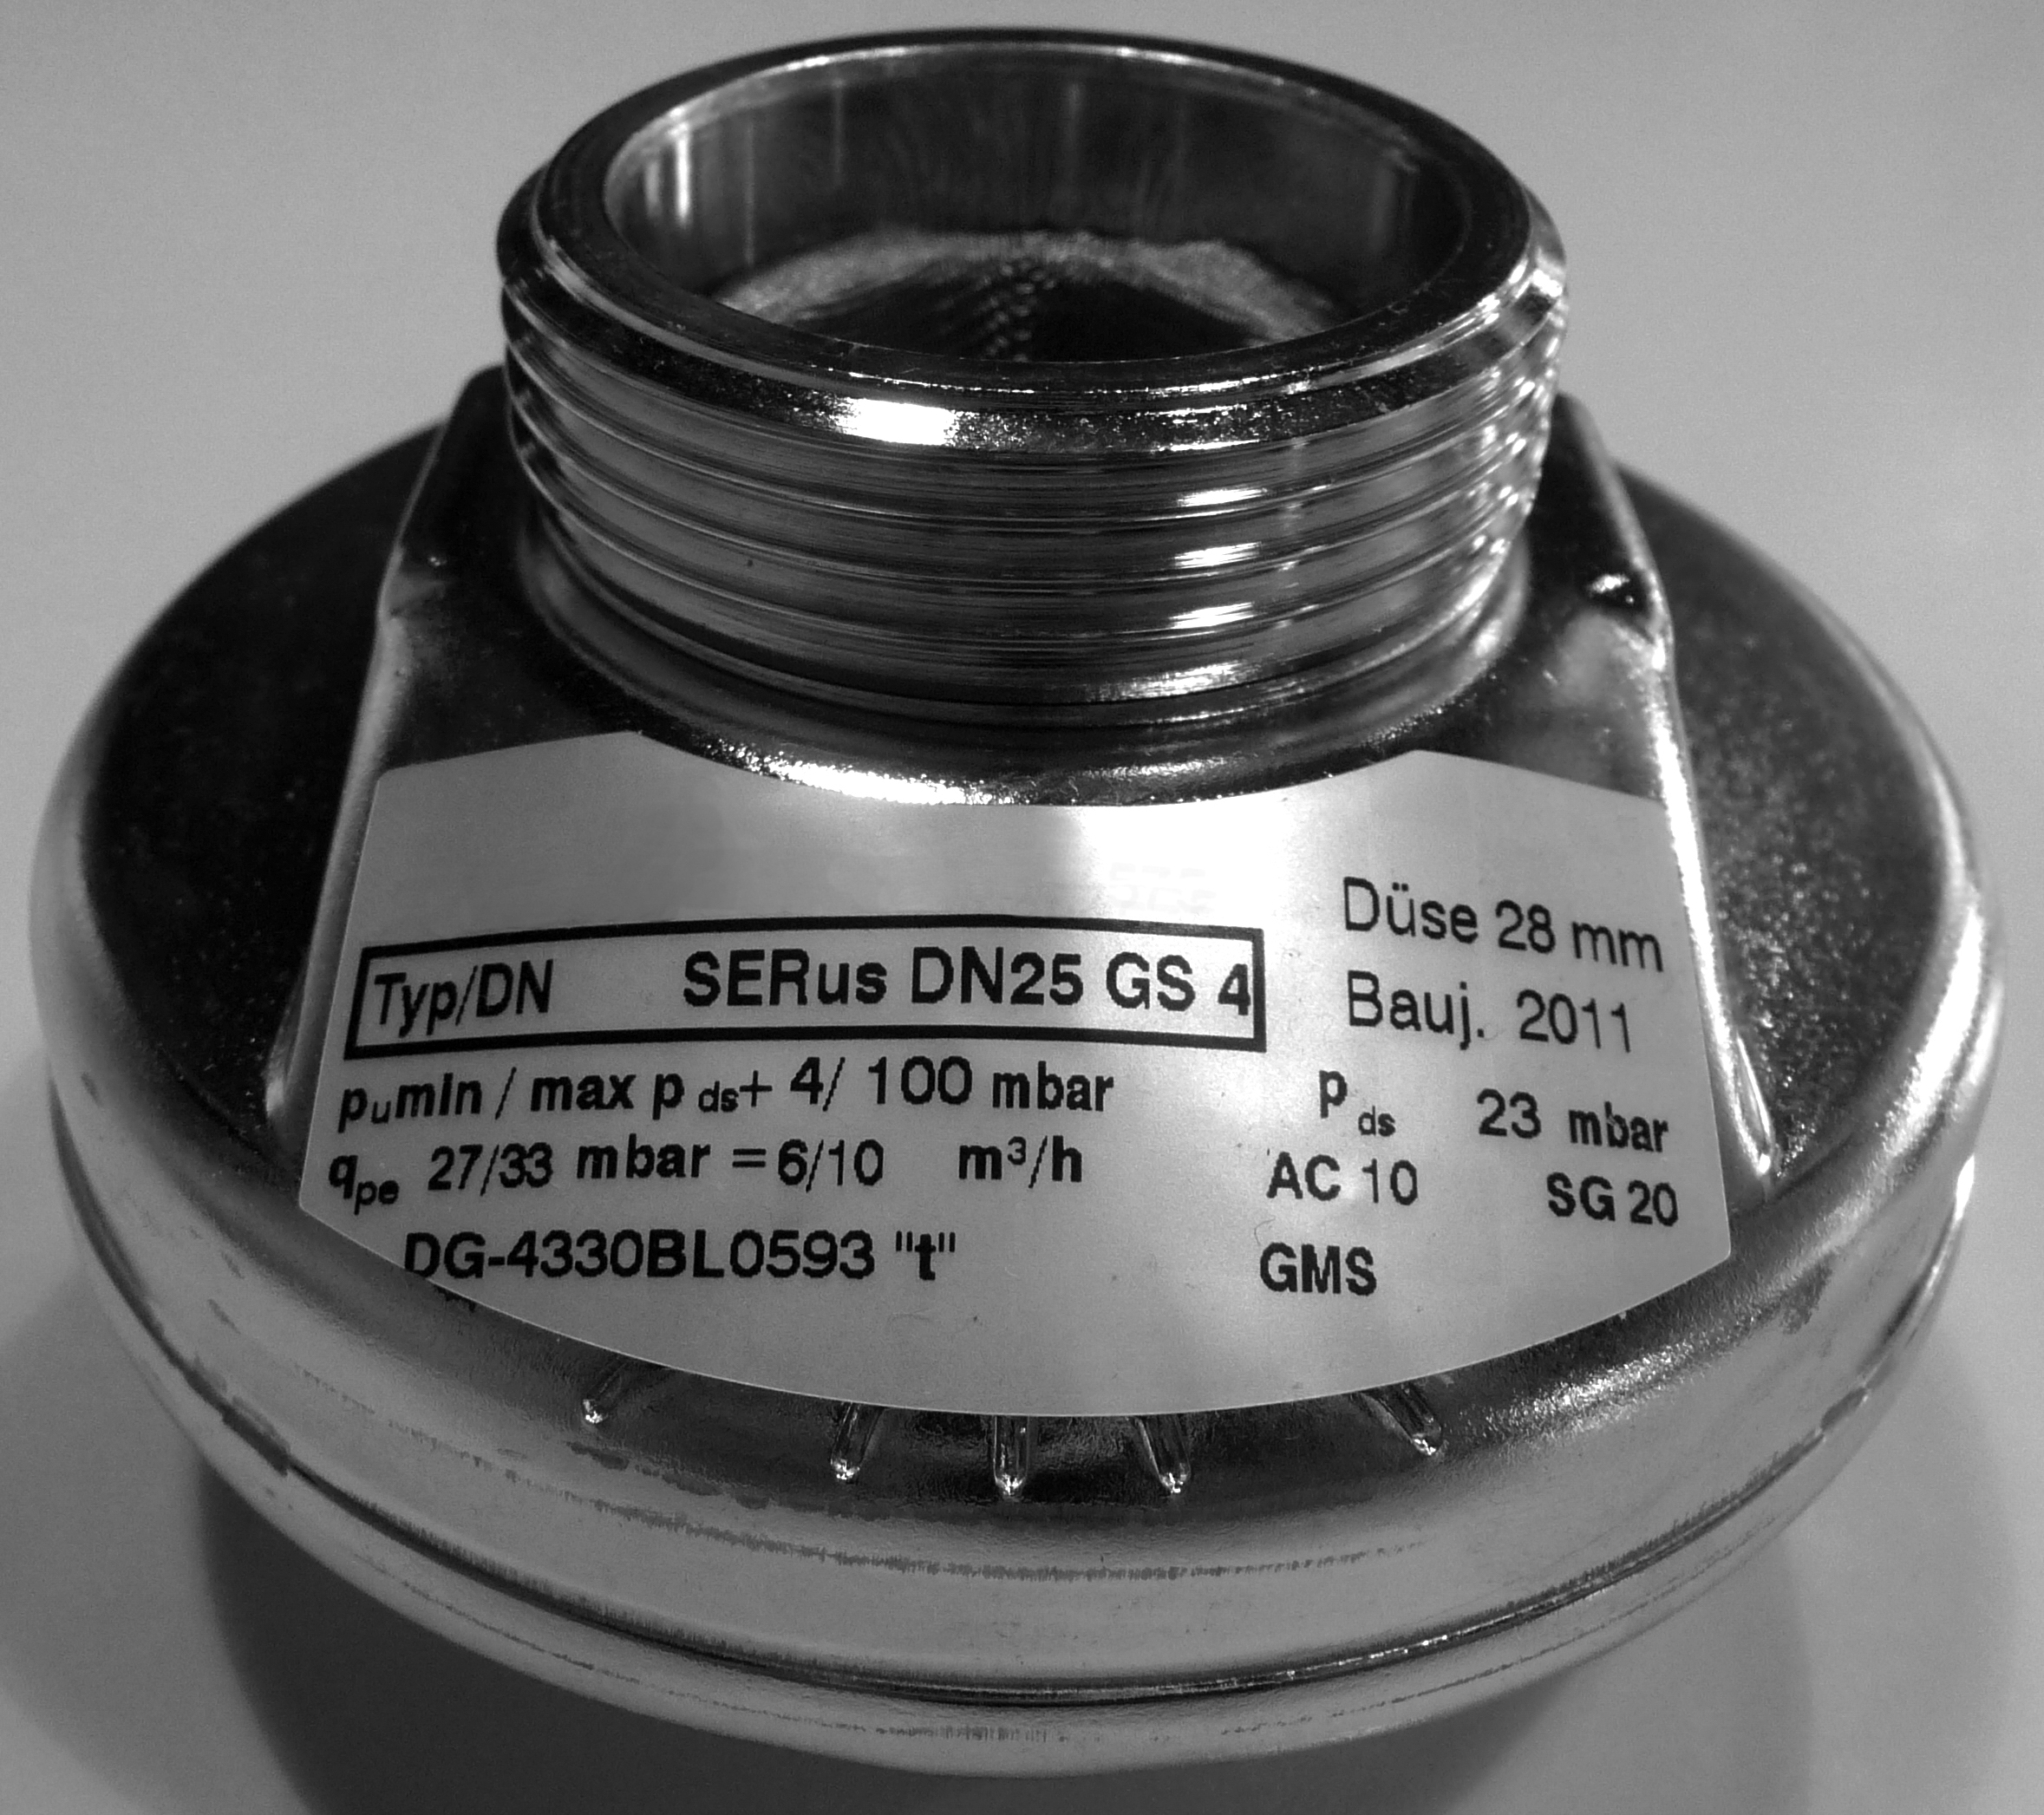 Düse 28 mm
Typ/DN SERus DN25 GS 4
Bauj. 2011
pumin / max p ds+ 4/ 100 mbar
p ds 23 mbar
qpe 27/33 mbar = 6/10 m³/h
AC 10 SG 20
DG-4330BL0593 "t"
GMS